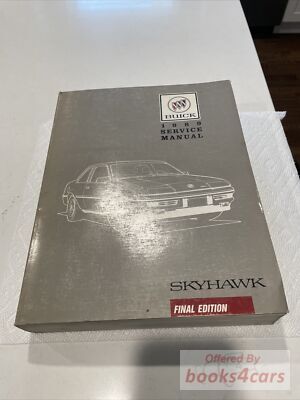 BUICK
1989
SERVICE
MANUAL
SKYHAWK
FINAL EDITION
Offered By
books4cars